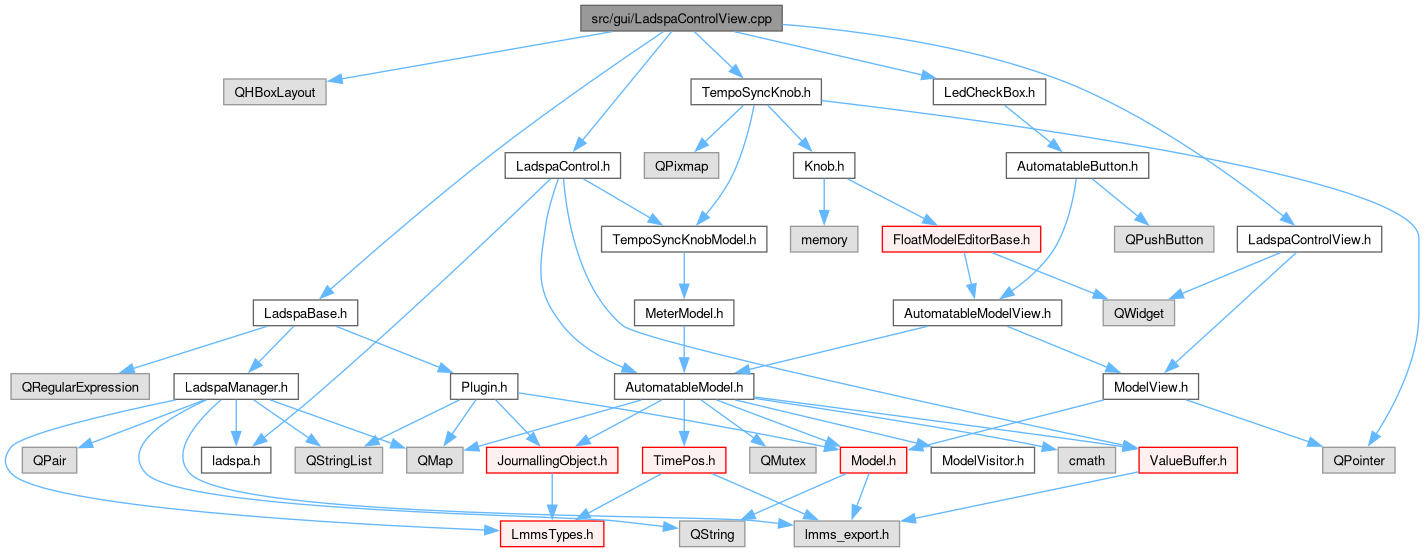 src/gui/LadspaControlView.cpp
QHBoxLayout
TempoSyncKnob.h
LedCheckBox.h
LadspaControl.h
QPixmap
Knob.h
AutomatableButton.h
TempoSyncKnobModel.h
memory
FloatModelEditorBase.h
QPushButton
LadspaControlView.h
LadspaBase.h
MeterModel.h
AutomatableModelView.h
QWidget
QRegularExpression
LadspaManager.h
Plugin.h
AutomatableModel.h
ModelView.h
QPair
ladspa.h
QStringList
QMap
JournallingObject.h
TimePos.h
QMutex
Model.h
ModelVisitor.h
cmath
ValueBuffer.h
QPointer
LmmsTypes.h
QString
lmms_export.h